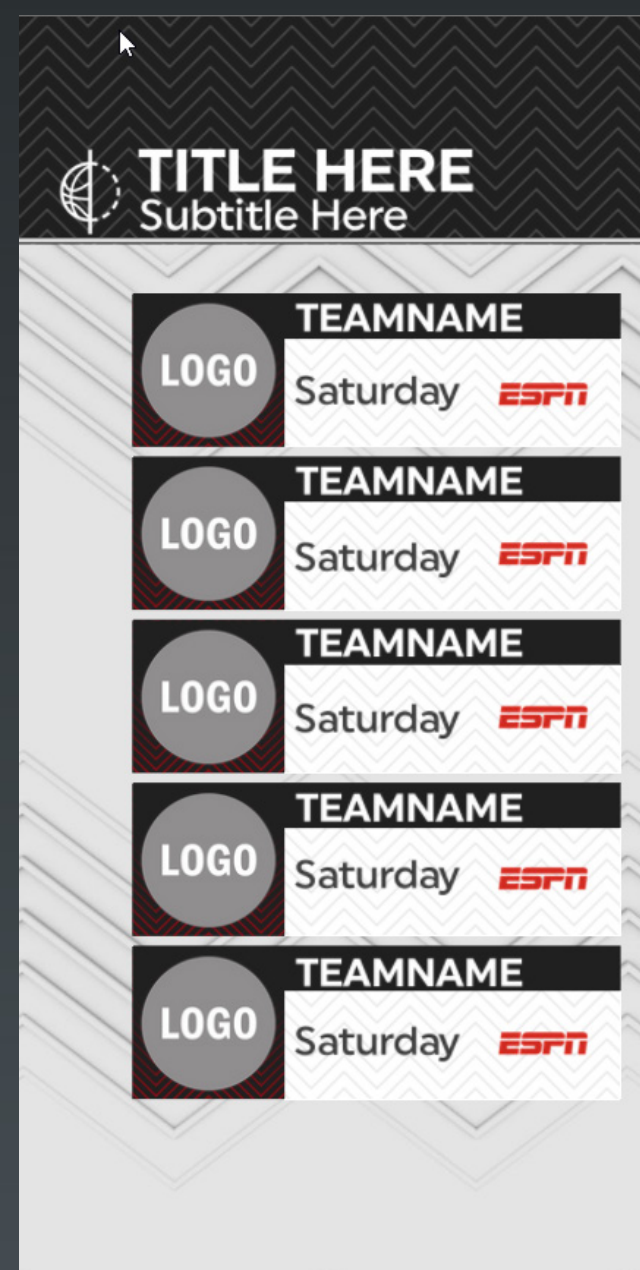 TITLE HERE
Subtitle Here
TEAMNAME
LOGO
Saturday ESPN
TEAMNAME
LOGO
Saturday ESPN
TEAMNAME
LOGO
Saturday ESPN
TEAMNAME
LOGO
Saturday ESPN
TEAMNAME
LOGO
Saturday ESPN